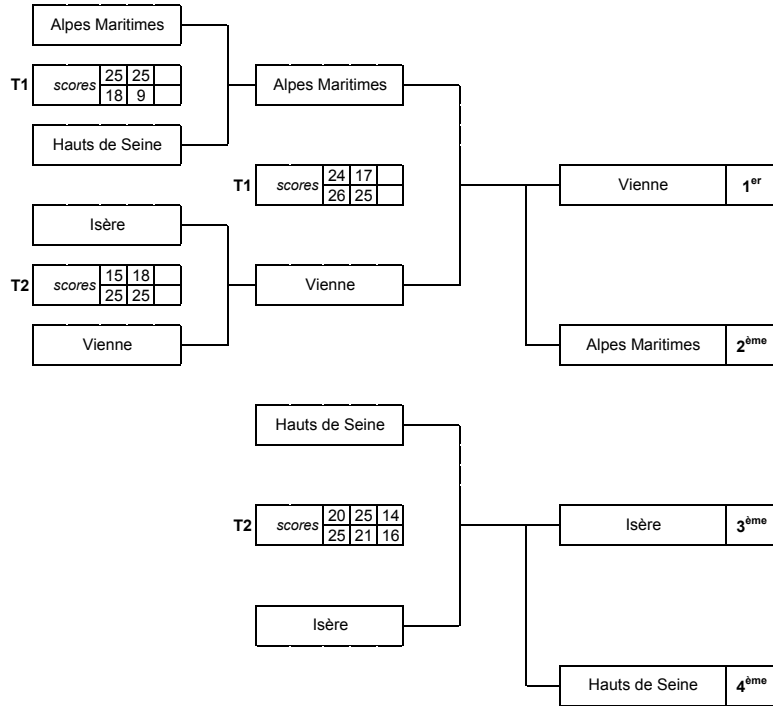 Alpes Maritimes
T1 scores 25 25
18 9
Alpes Maritimes
Hauts de Seine
T1 scores 24 17
26 25
Vienne 1er
Isère
T2 scores 15 18
25 25
Vienne
Vienne
Alpes Maritimes 2ème
Hauts de Seine
T2 scores 20 25 14
25 21 16
Isère 3ème
Isère
Hauts de Seine 4ème